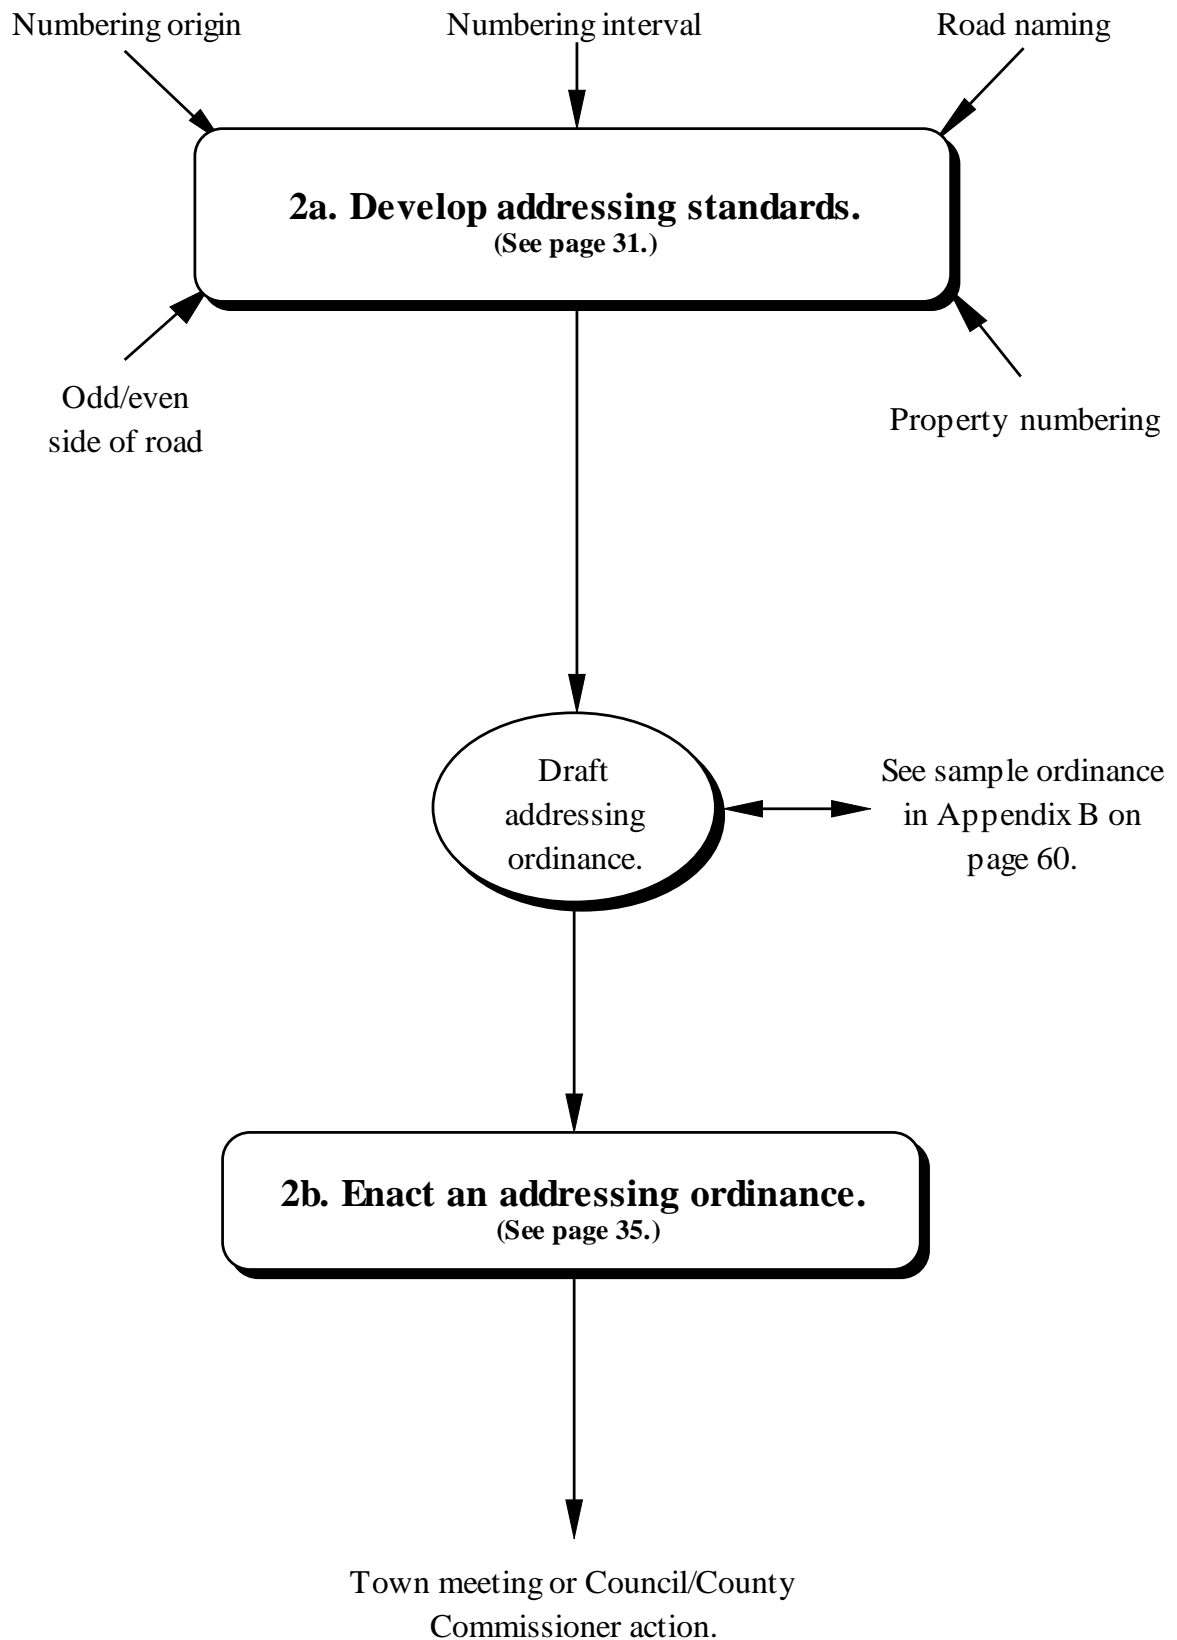 Numbering origin
Numbering interval
Road naming
2a. Develop addressing standards.
(See page 31.)
Odd/even
side of road
Property numbering
Draft
addressing
ordinance.
See sample ordinance
in Appendix B on
page 60.
2b. Enact an addressing ordinance.
(See page 35.)
Town meeting or Council/County
Commissioner action.